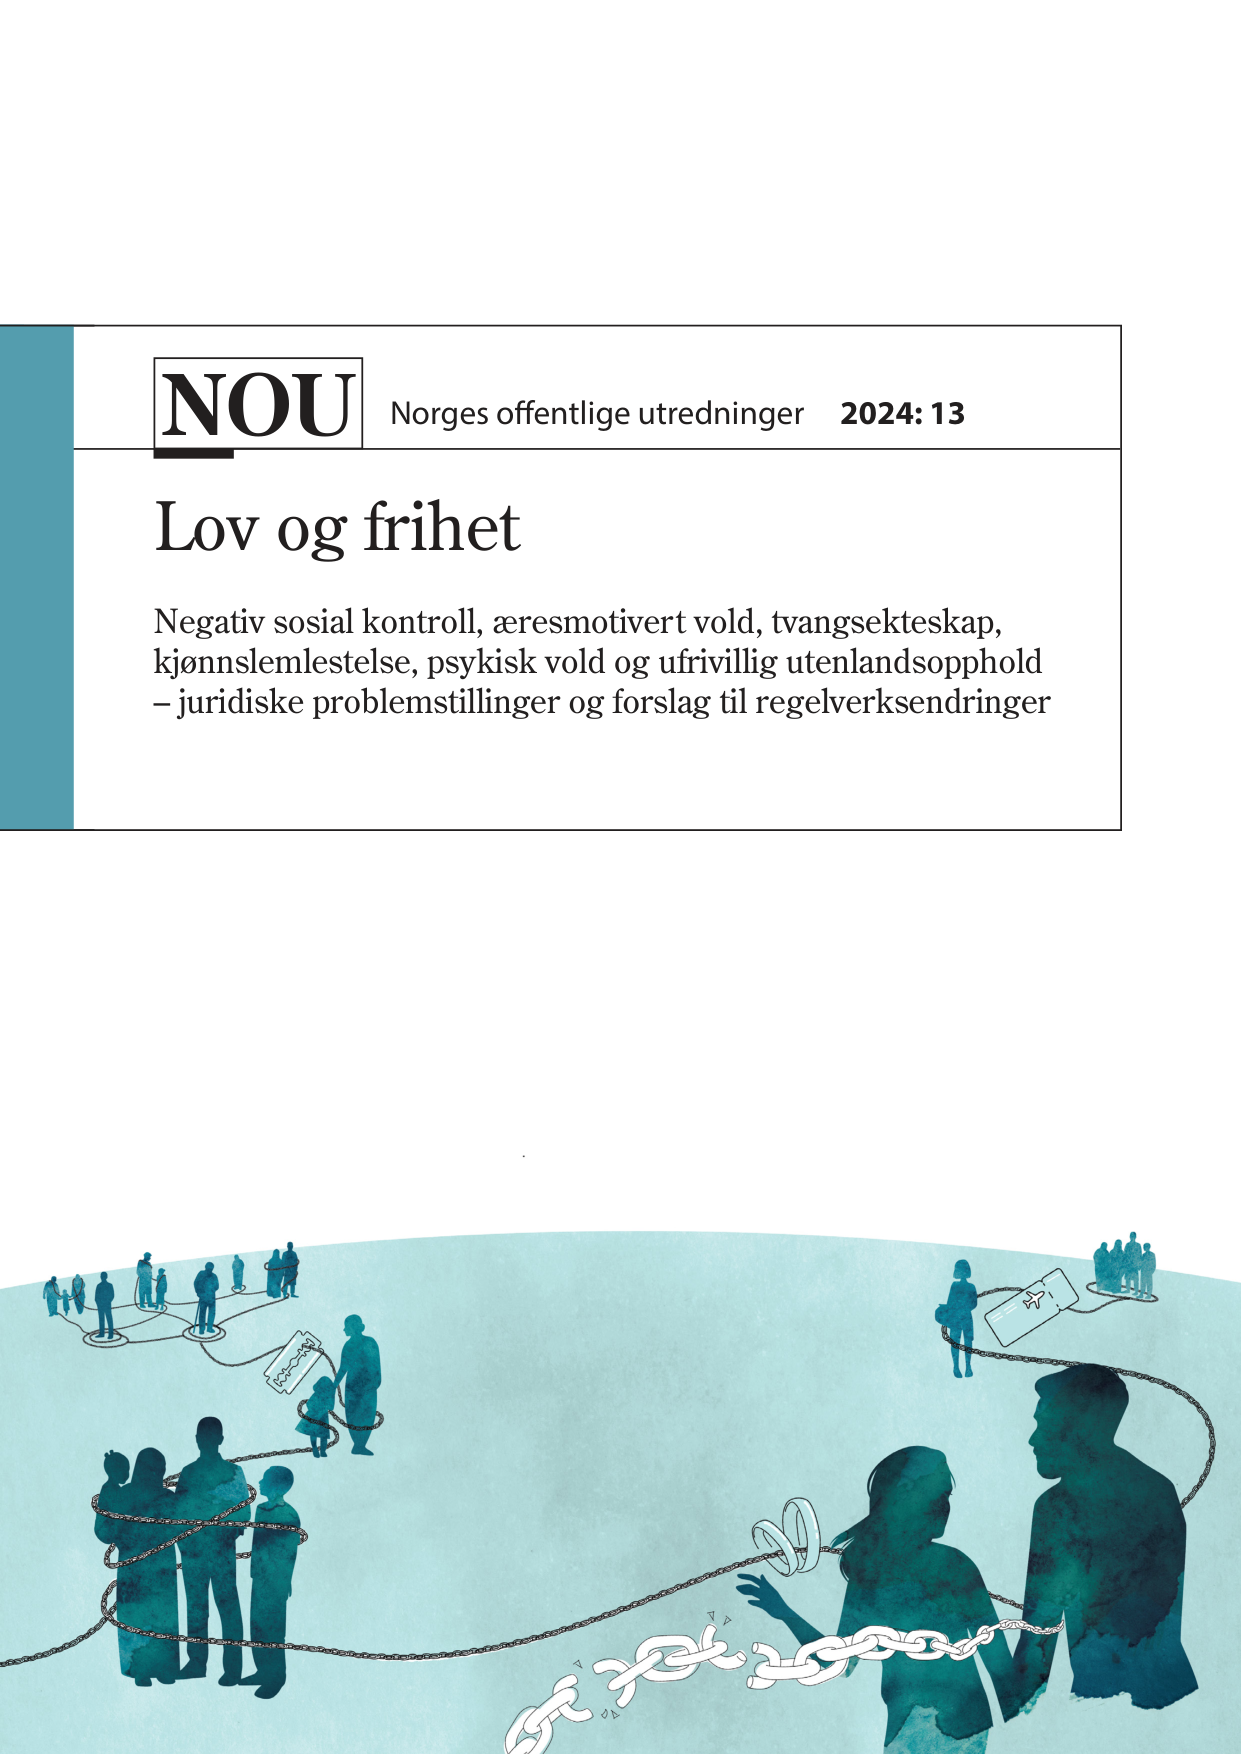 NOU
Norges offentlige utredninger 2024: 13
Lov og frihet
Negativ sosial kontroll, æresmotivert vold, tvangsekteskap,
kjønnslemlestelse, psykisk vold og ufrivillig utenlandsopphold
– juridiske problemstillinger og forslag til regelverksendringer